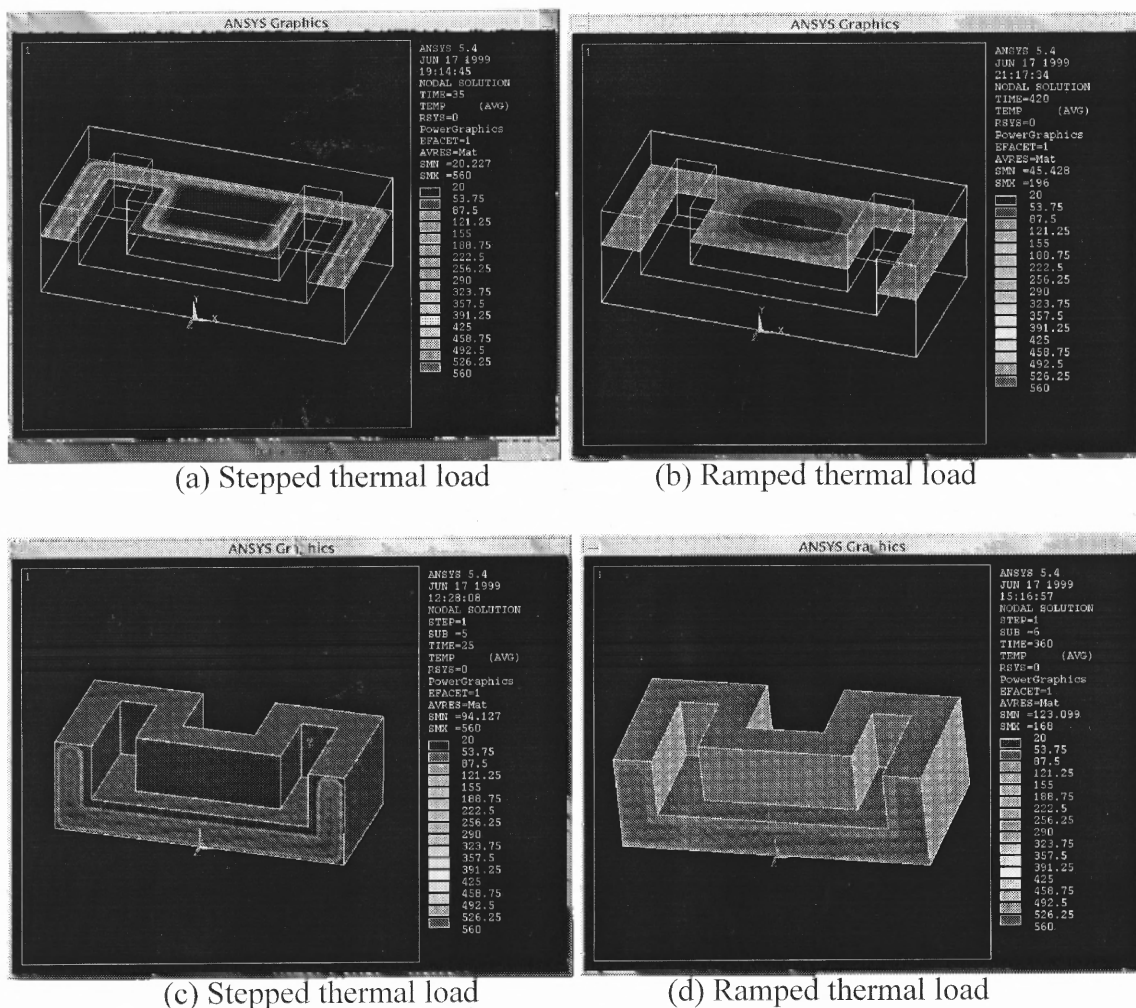 ANSYS Graphics
1
ANSYS 5.4
JUN 17 1999
19:14:45
NODAL SOLUTION
TIME=35
TEMP (AVG)
RSYS=0
PowerGraphics
EFACET=1
AVRES=Mat
SMN =20.227
SMX =560
20
53.75
87.5
121.25
155
188.75
222.5
256.25
290
323.75
357.5
391.25
425
458.75
492.5
526.25
560
Y
X
Z
(a) Stepped thermal load
ANSYS Graphics
1
ANSYS 5.4
JUN 17 1999
21:17:34
NODAL SOLUTION
TIME=420
TEMP (AVG)
RSYS=0
PowerGraphics
EFACET=1
AVRES=Mat
SMN =45.428
SMX =196
20
53.75
87.5
121.25
155
188.75
222.5
256.25
290
323.75
357.5
391.25
425
458.75
492.5
526.25
560
Y
X
Z
(b) Ramped thermal load
ANSYS Graphics
1
ANSYS 5.4
JUN 17 1999
12:28:08
NODAL SOLUTION
STEP=1
SUB =5
TIME=25
TEMP (AVG)
RSYS=0
PowerGraphics
EFACET=1
AVRES=Mat
SMN =94.127
SMX =560
20
53.75
87.5
121.25
155
188.75
222.5
256.25
290
323.75
357.5
391.25
425
458.75
492.5
526.25
560
(c) Stepped thermal load
ANSYS Graphics
1
ANSYS 5.4
JUN 17 1999
15:16:57
NODAL SOLUTION
STEP=1
SUB =6
TIME=360
TEMP (AVG)
RSYS=0
PowerGraphics
EFACET=1
AVRES=Mat
SMN =123.099
SMX =168
20
53.75
87.5
121.25
155
188.75
222.5
256.25
290
323.75
357.5
391.25
425
458.75
492.5
526.25
560
(d) Ramped thermal load